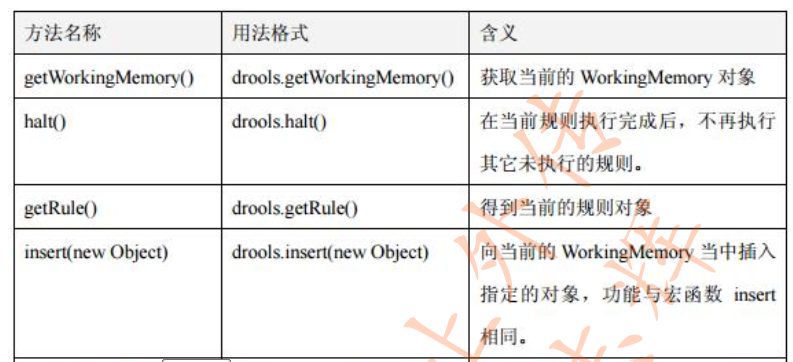 方法名称 用法格式 含义
getWorkingMemory() drools.getWorkingMemory() 获取当前的 WorkingMemory 对象
halt() drools.halt() 在当前规则执行完成后，不再执行
其它未执行的规则。
getRule() drools.getRule() 得到当前的规则对象
insert(new Object) drools.insert(new Object) 向当前的 WorkingMemory 当中插入
指定的对象，功能与宏函数 insert
相同。
外传